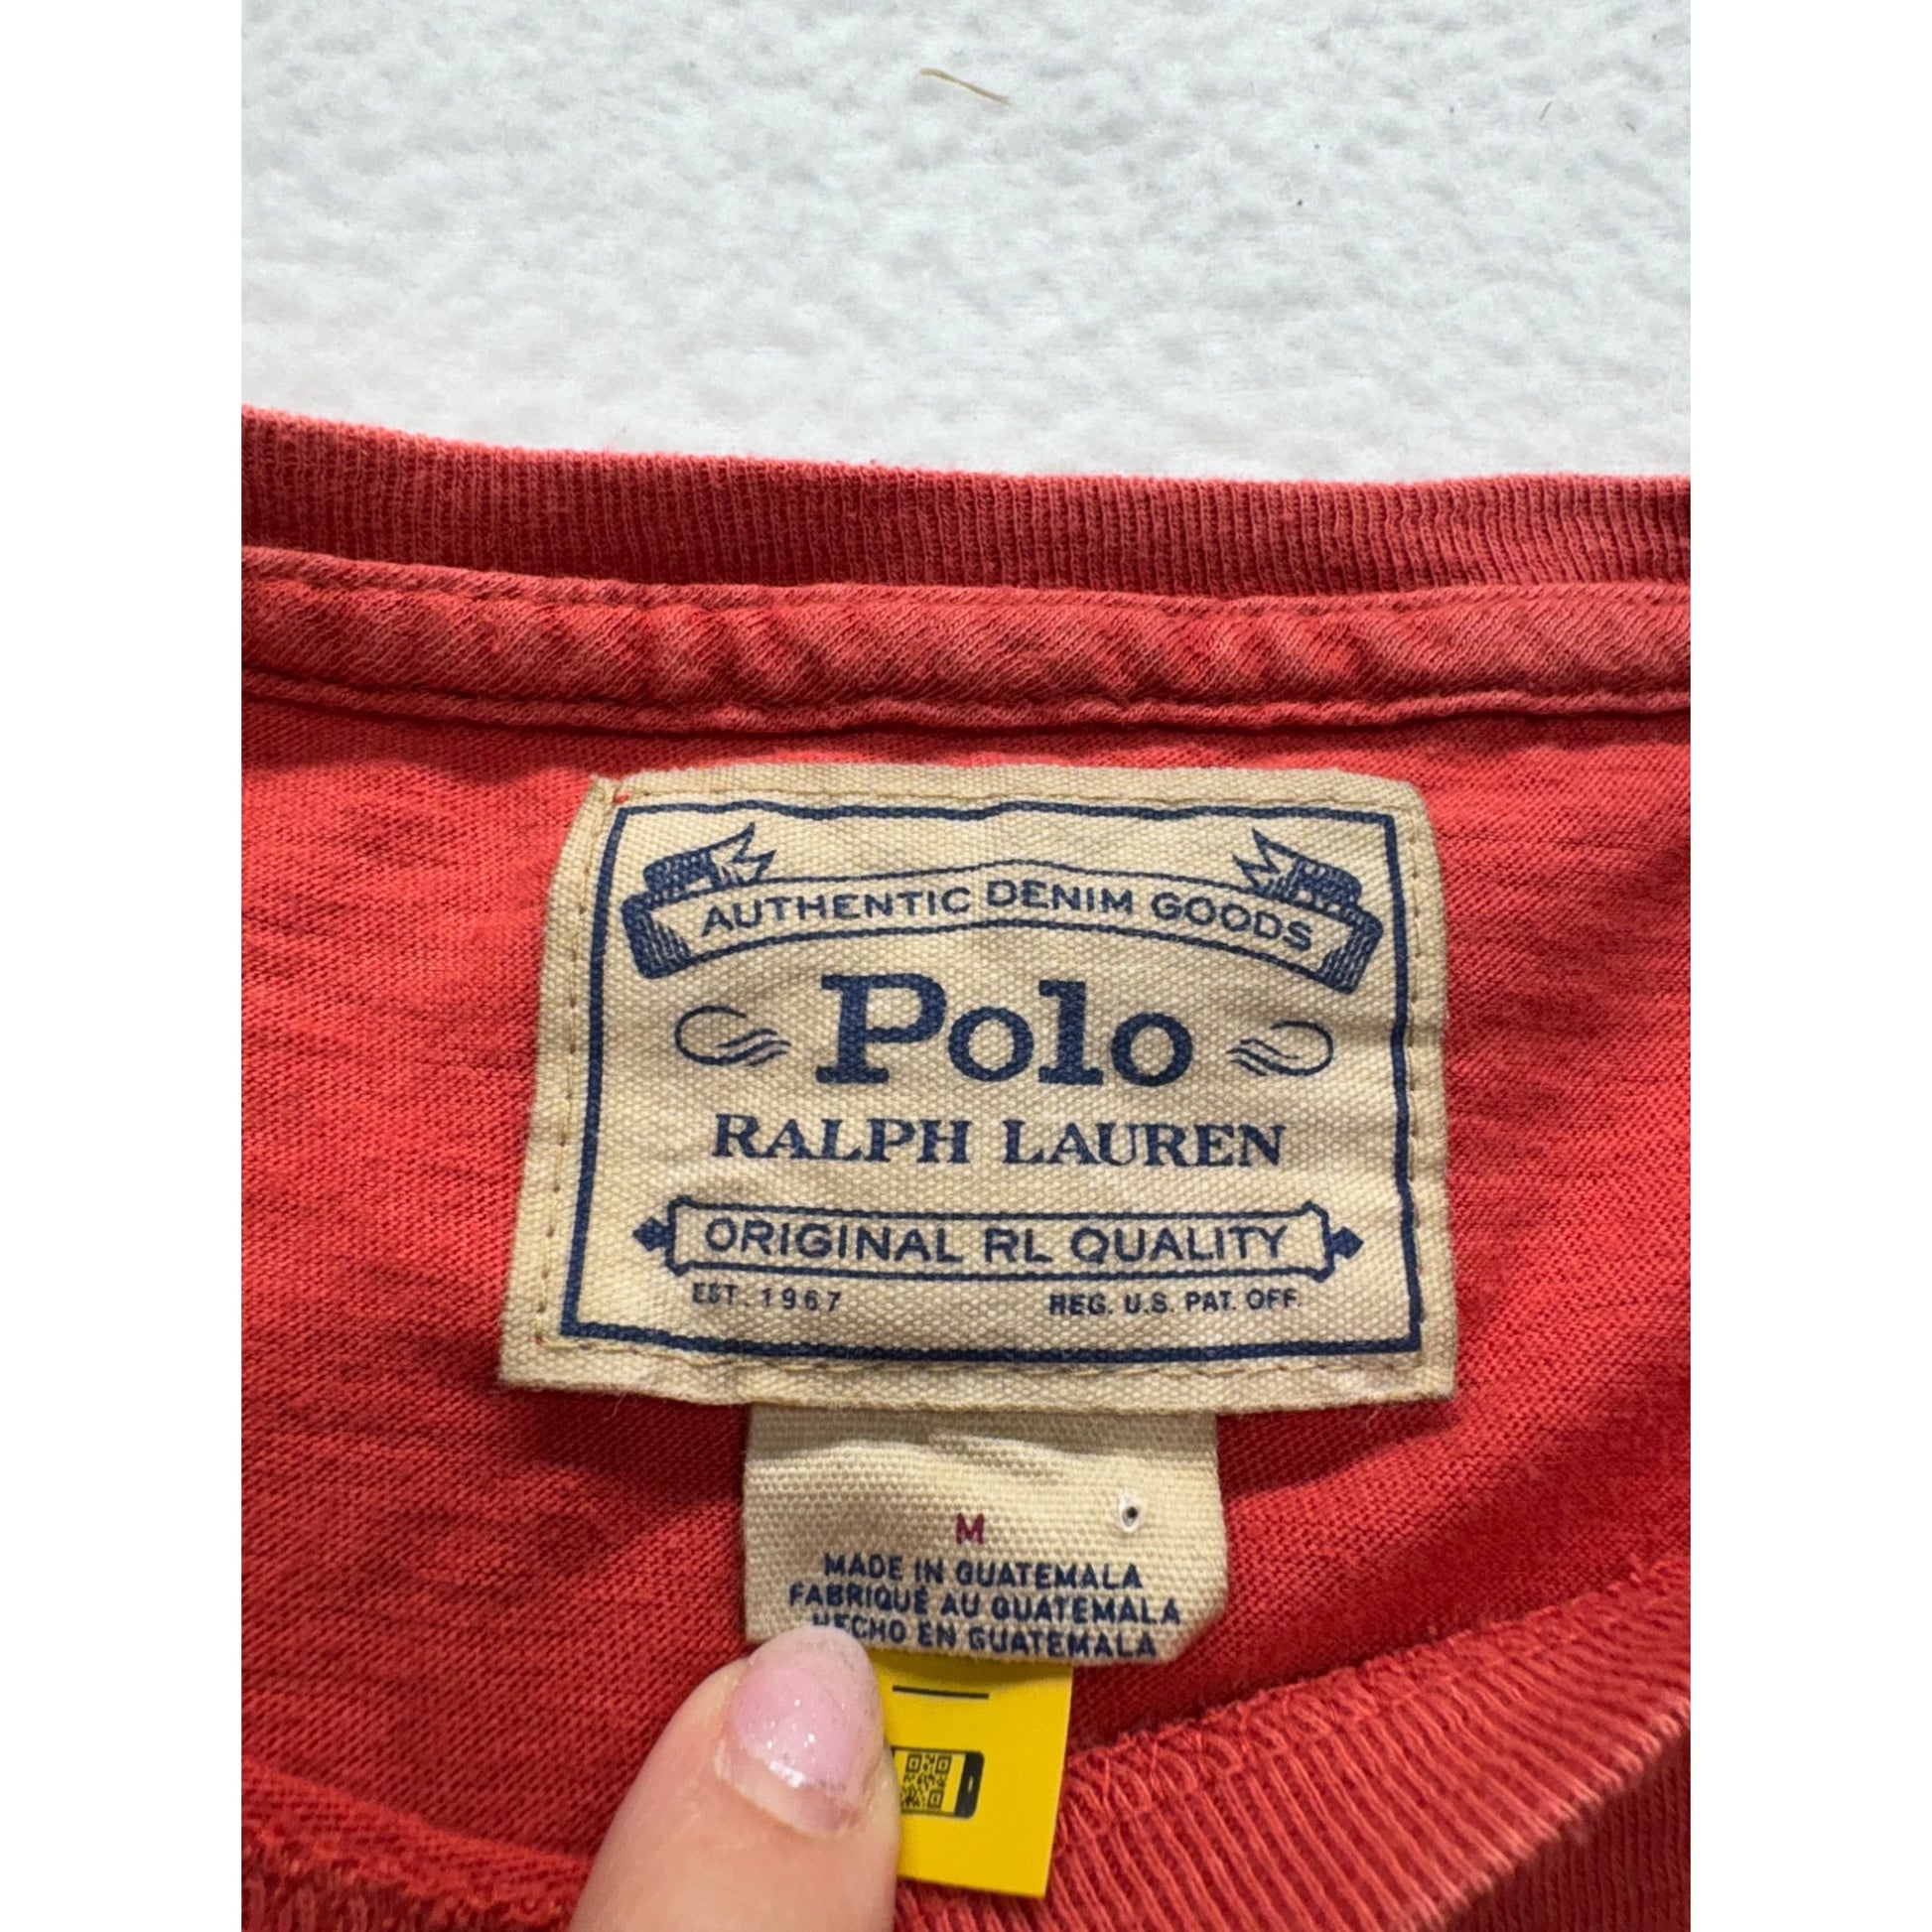 AUTHENTIC DENIM GOODS
Polo
RALPH LAUREN
ORIGINAL RL QUALITY
EST. 1967 REG. U.S. PAT. OFF.
M
MADE IN GUATEMALA
FABRIQUÉ AU GUATEMALA
HECHO EN GUATEMALA